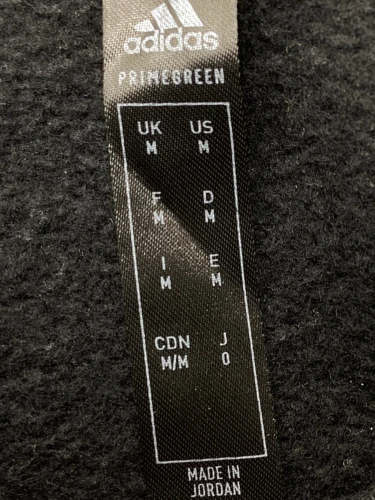 adidas
PRIMEGREEN
UK US
M M
F D
M M
I E
M M
CDN J
M/M O
MADE IN
JORDAN